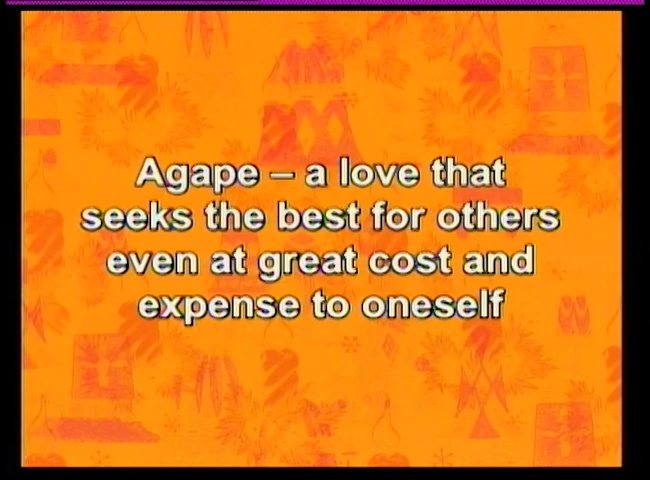 Agape – a love that
seeks the best for others
even at great cost and
expense to oneself